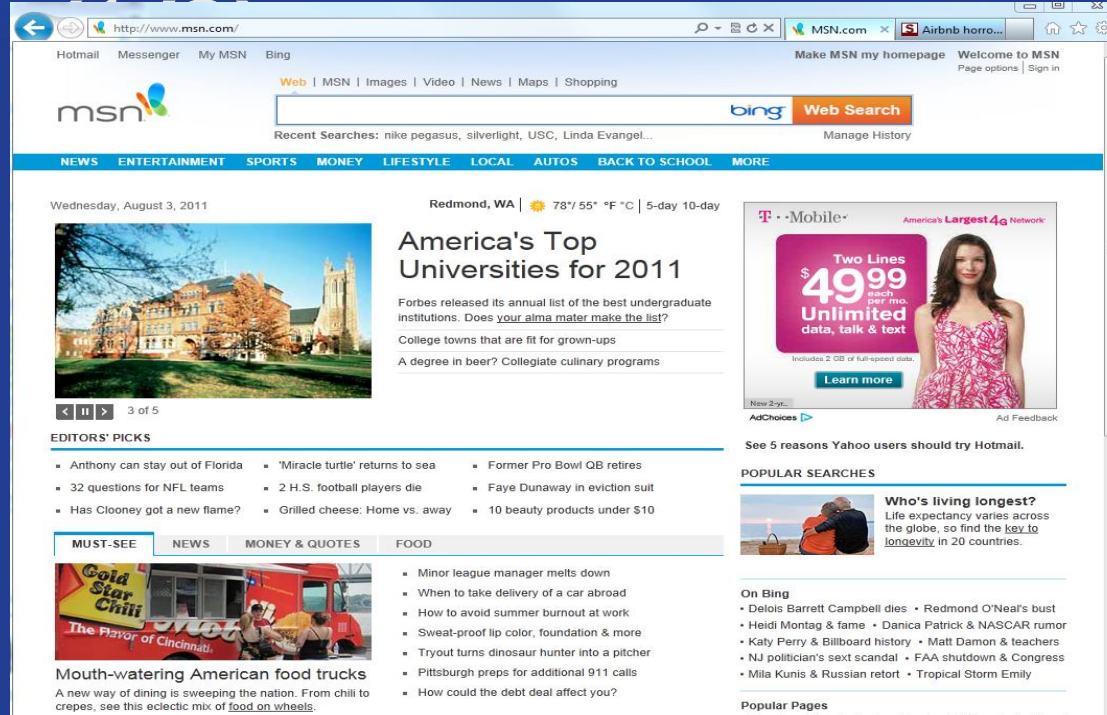 http://www.msn.com/
MSN.com
Airbnb horro...
Hotmail Messenger My MSN Bing
Make MSN my homepage Welcome to MSN
Page options | Sign in
msn
Web | MSN | Images | Video | News | Maps | Shopping
bing Web Search
Recent Searches: nike pegasus, silverlight, USC, Linda Evangel...
Manage History
NEWS ENTERTAINMENT SPORTS MONEY LIFESTYLE LOCAL AUTOS BACK TO SCHOOL MORE
Wednesday, August 3, 2011
Redmond, WA | 78°/ 55° °F °C | 5-day 10-day
America's Top
Universities for 2011
Forbes released its annual list of the best undergraduate
institutions. Does your alma mater make the list?
College towns that are fit for grown-ups
A degree in beer? Collegiate culinary programs
3 of 5
T··Mobile·
America's Largest 4G Network
Two Lines
$49.99 each per mo.
Unlimited
data, talk & text
Includes 2 GB of full-speed data.
Learn more
New 2-yr...
AdChoices
Ad Feedback
EDITORS' PICKS
Anthony can stay out of Florida
32 questions for NFL teams
Has Clooney got a new flame?
'Miracle turtle' returns to sea
2 H.S. football players die
Grilled cheese: Home vs. away
Former Pro Bowl QB retires
Faye Dunaway in eviction suit
10 beauty products under $10
See 5 reasons Yahoo users should try Hotmail.
POPULAR SEARCHES
Who's living longest?
Life expectancy varies across
the globe, so find the key to
longevity in 20 countries.
MUST-SEE NEWS MONEY & QUOTES FOOD
Gold
Star
Chili
The Flavor of Cincinnati.
Mouth-watering American food trucks
A new way of dining is sweeping the nation. From chili to
crepes, see this eclectic mix of food on wheels.
Minor league manager melts down
When to take delivery of a car abroad
How to avoid summer burnout at work
Sweat-proof lip color, foundation & more
Tryout turns dinosaur hunter into a pitcher
Pittsburgh preps for additional 911 calls
How could the debt deal affect you?
On Bing
• Delois Barrett Campbell dies • Redmond O'Neal's bust
• Heidi Montag & fame • Danica Patrick & NASCAR rumor
• Katy Perry & Billboard history • Matt Damon & teachers
• NJ politician's sext scandal • FAA shutdown & Congress
• Mila Kunis & Russian retort • Tropical Storm Emily
Popular Pages